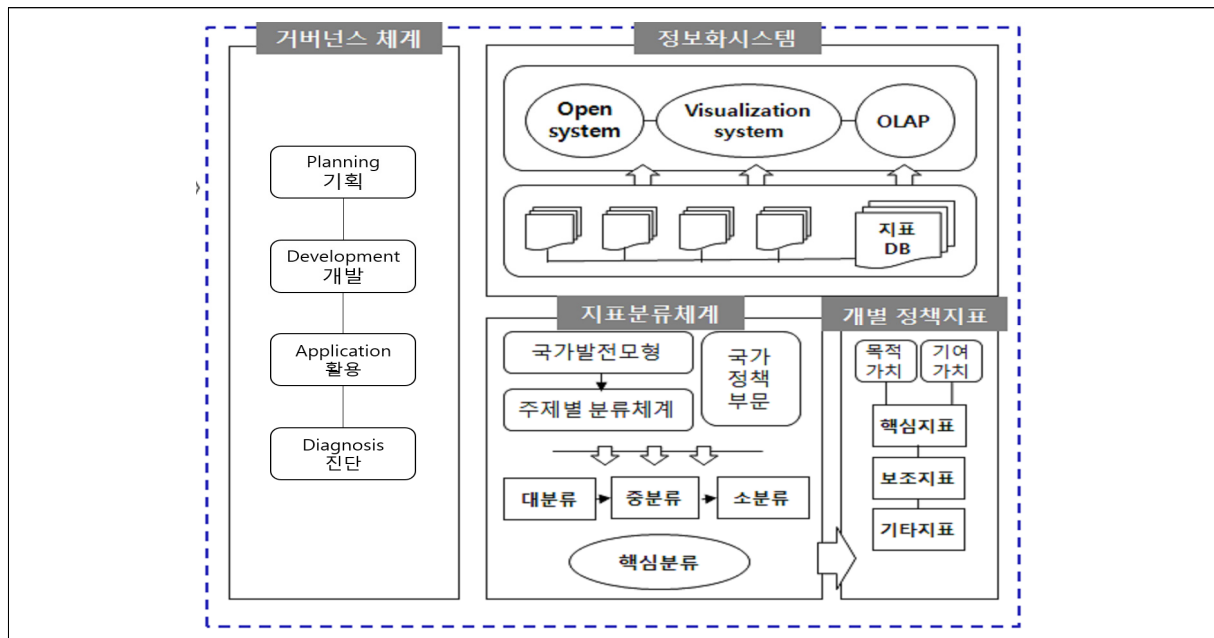 거버넌스 체계
Planning
기획
Development
개발
Application
활용
Diagnosis
진단
정보화시스템
Open
system
Visualization
system
OLAP
지표
DB
지표분류체계
국가발전모형
주제별 분류체계
국가
정책
부문
대분류
중분류
소분류
핵심분류
개별 정책지표
목적
가치
기여
가치
핵심지표
보조지표
기타지표